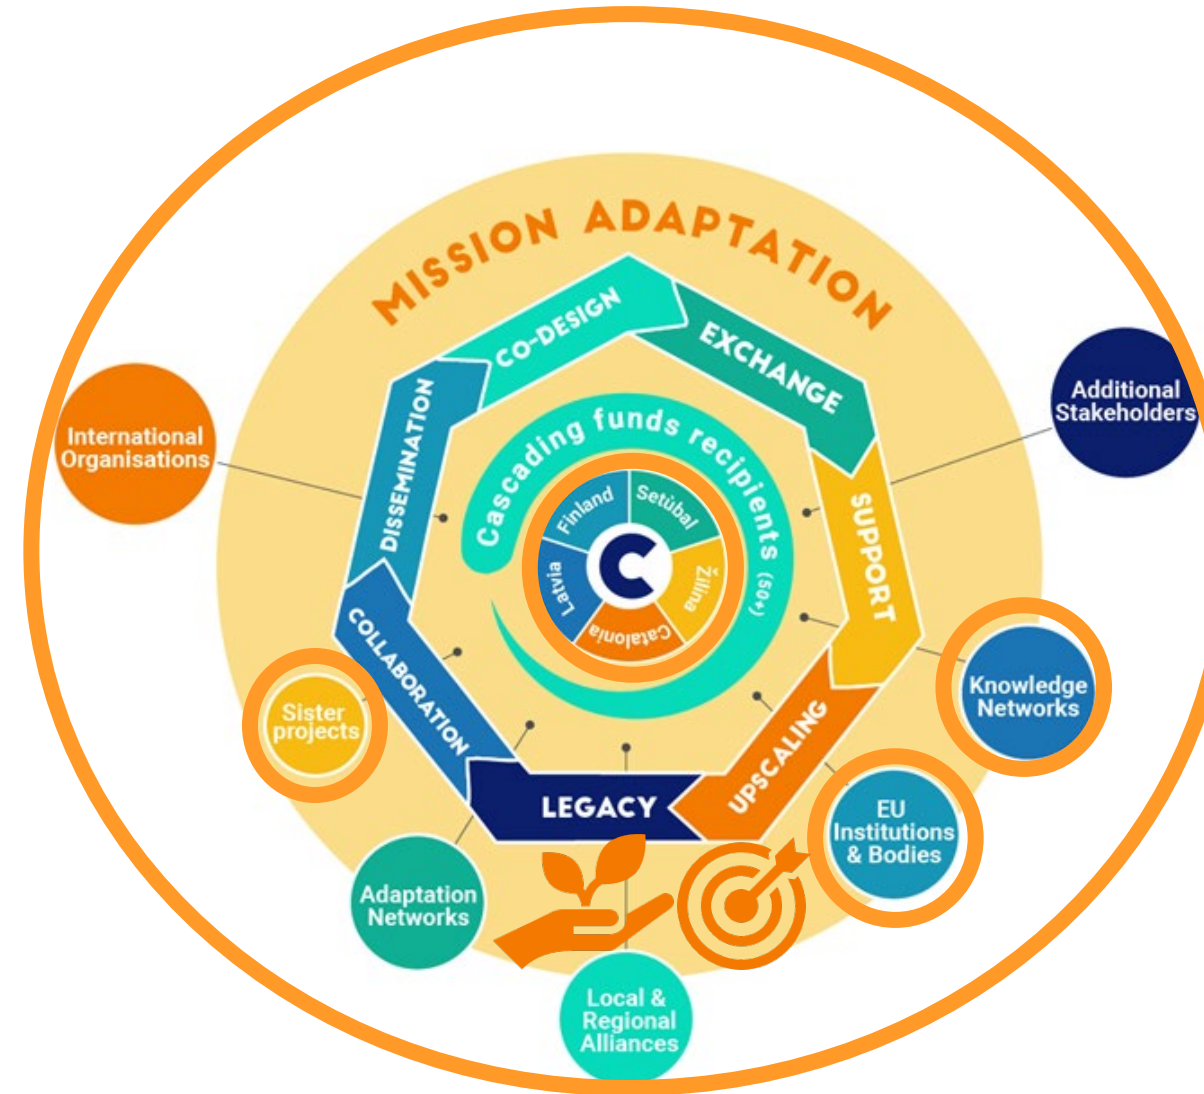 MISSION ADAPTATION
CO-DESIGN
EXCHANGE
SUPPORT
UPSCALING
LEGACY
COLLABORATION
DISSEMINATION
Cascading funds recipients (50+)
Finland
Setùbal
Žilina
Catalonia
Latvia
C
International
Organisations
Additional
Stakeholders
Knowledge
Networks
EU
Institutions
& Bodies
Local &
Regional
Alliances
Adaptation
Networks
Sister
projects